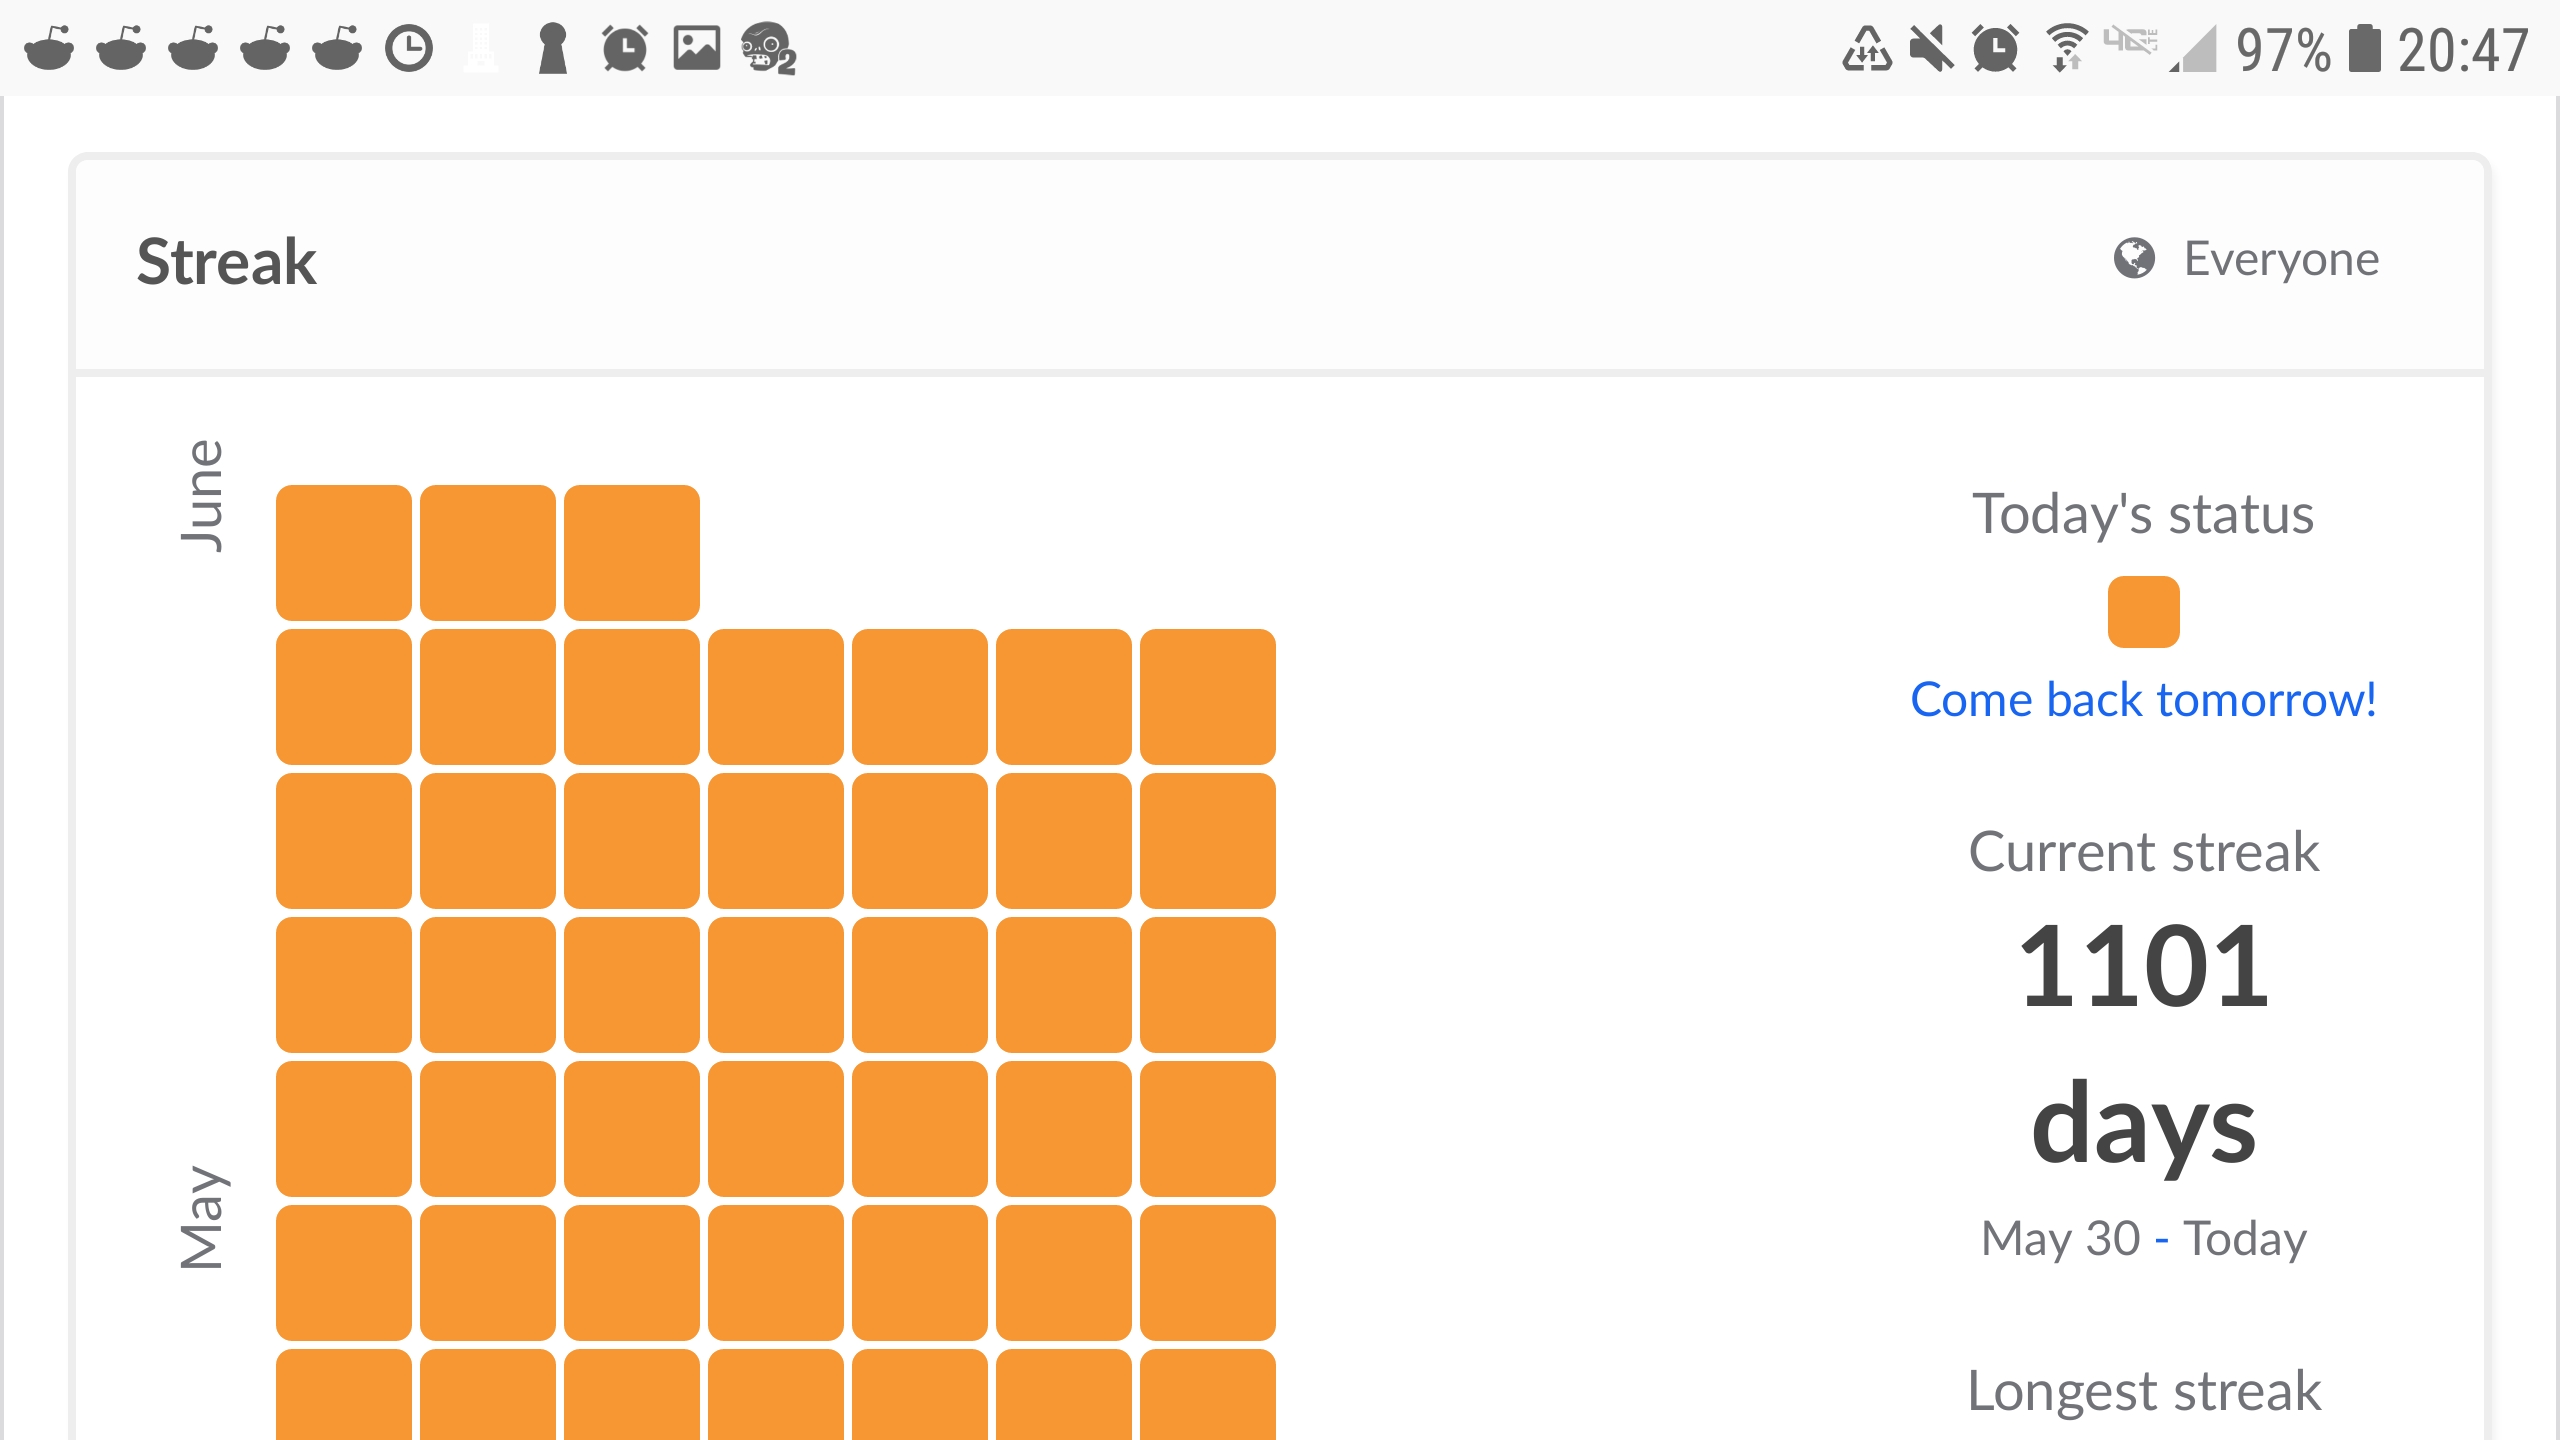 97% 20:47
Streak
Everyone
June
Today's status
Come back tomorrow!
Current streak
1101
days
May
May 30 - Today
Longest streak